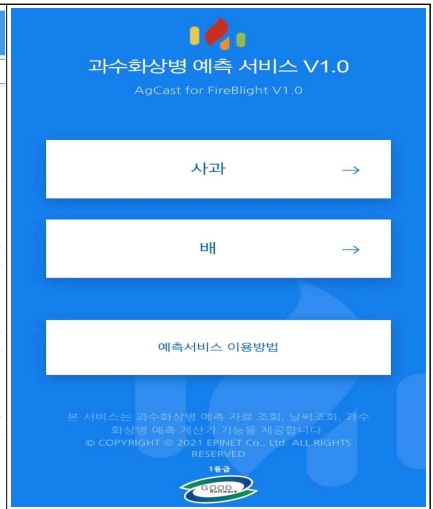 과수화상병 예측 서비스 V1.0
AgCast for FireBlight V1.0
사과 →
배 →
예측서비스 이용방법
본 서비스는 과수화상병 예측 자료 조회, 날씨조회, 과수
화상병 예측 계산기 기능을 제공합니다.
© COPYRIGHT ⓒ 2021 EPINET Co., Ltd. ALL RIGHTS
RESERVED
1등급
GOOD
Software